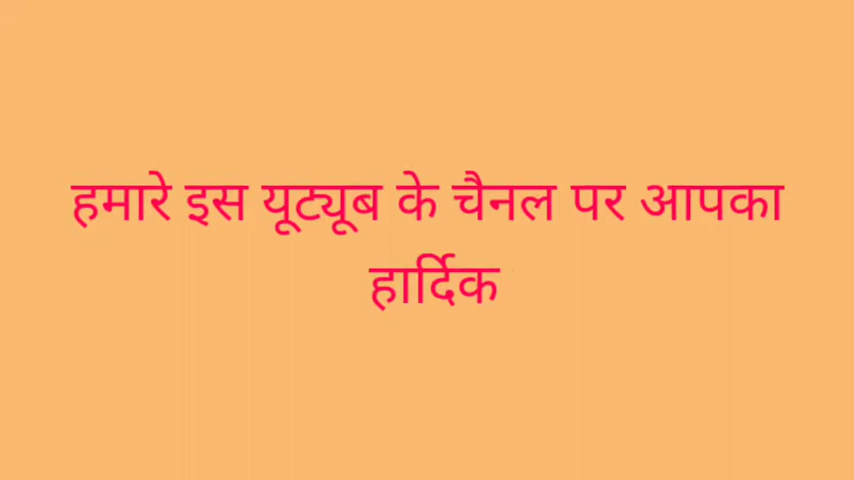 हमारे इस यूट्यूब के चैनल पर आपका
हार्दिक